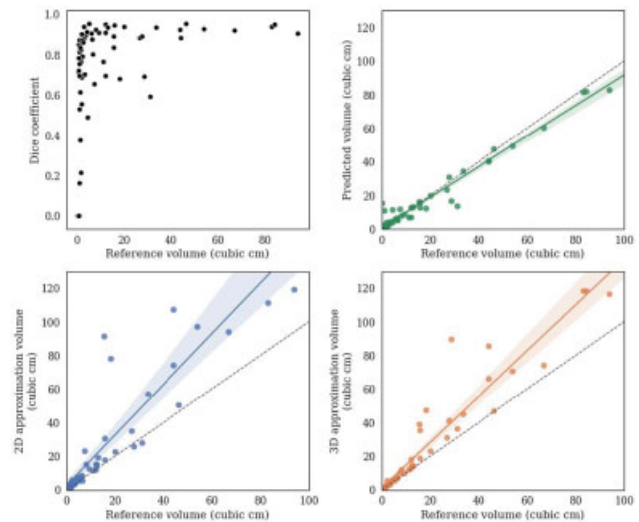 Dice coefficient
1.0
0.8
0.6
0.4
0.2
0.0
0 20 40 60 80
Reference volume (cubic cm)
Predicted volume (cubic cm)
120
100
80
60
40
20
0
0 20 40 60 80 100
Reference volume (cubic cm)
2D approximation volume
(cubic cm)
120
100
80
60
40
20
0
0 20 40 60 80 100
Reference volume (cubic cm)
3D approximation volume
(cubic cm)
120
100
80
60
40
20
0
0 20 40 60 80 100
Reference volume (cubic cm)